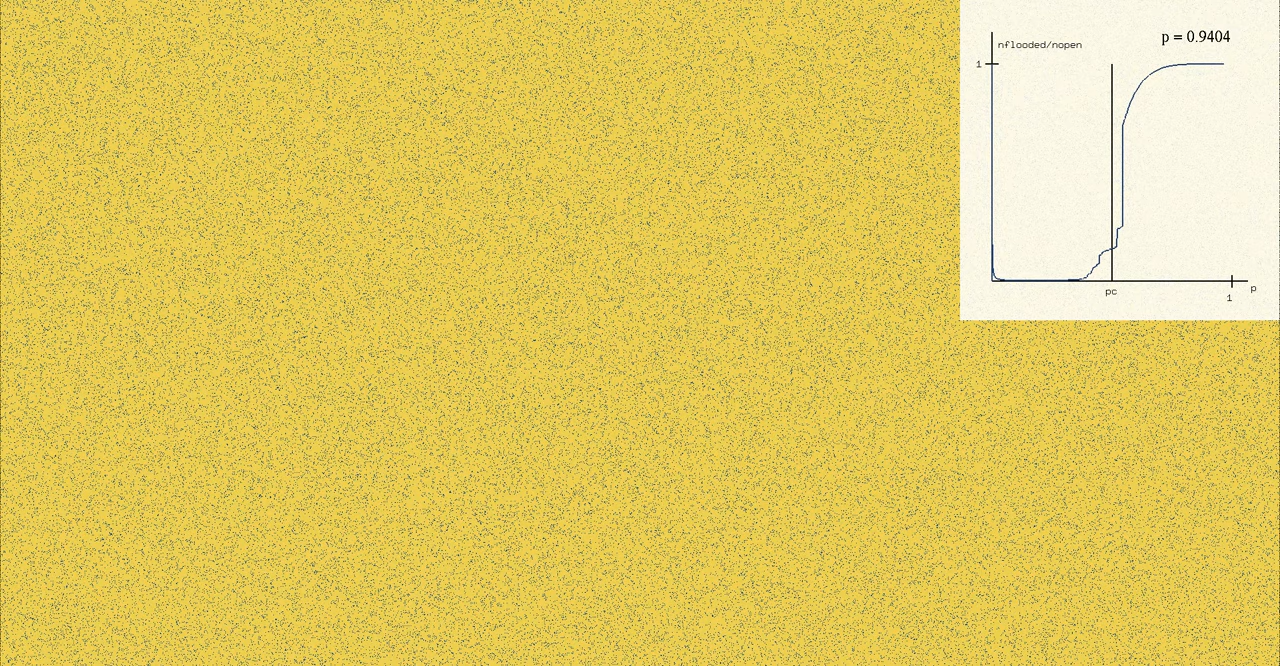 p = 0.9404
nflooded/nopen
1
pc
p
1